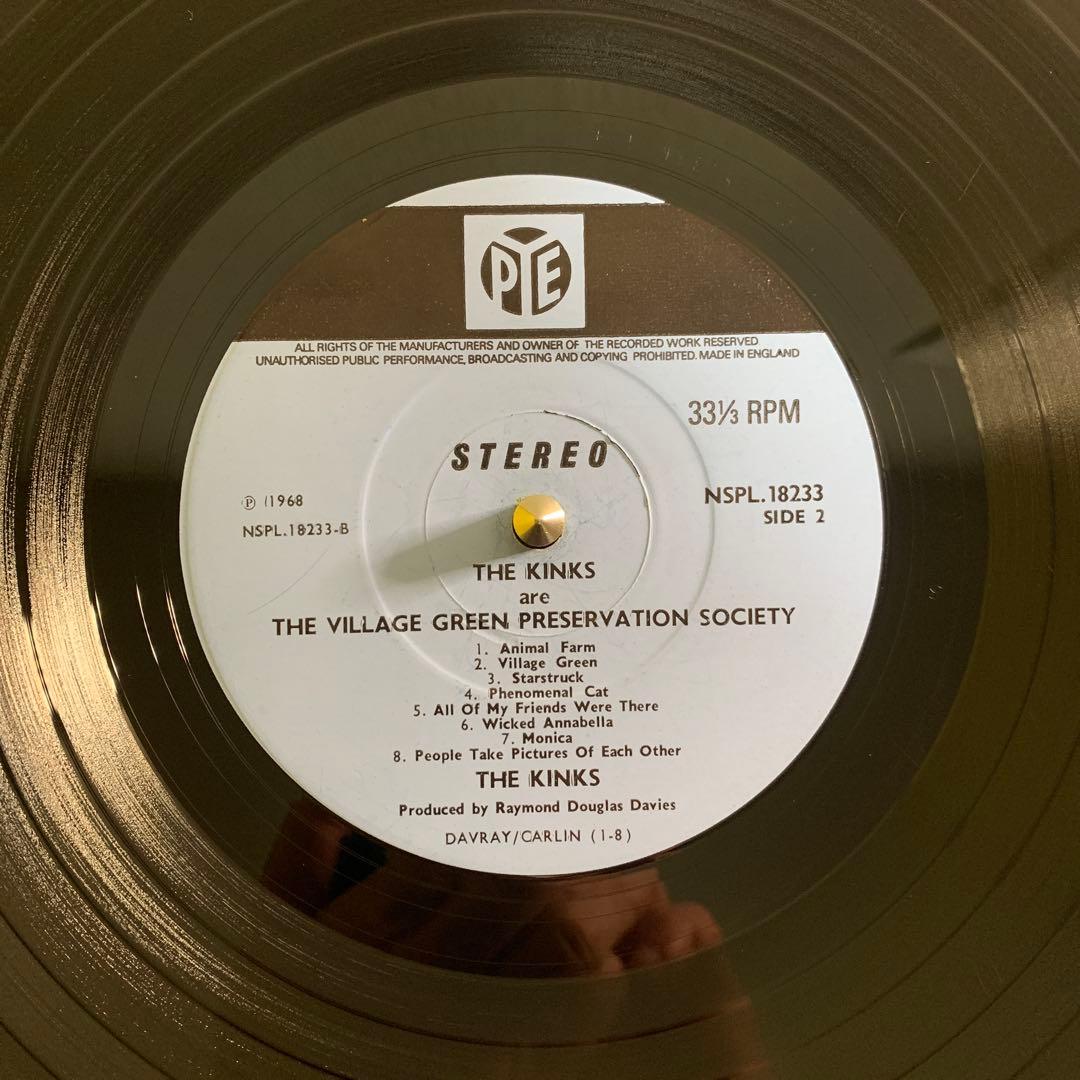 PYE
ALL RIGHTS OF THE MANUFACTURERS AND OWNER OF THE RECORDED WORK RESERVED
UNAUTHORISED PUBLIC PERFORMANCE, BROADCASTING AND COPYING PROHIBITED. MADE IN ENGLAND
33⅓ RPM
STEREO
℗ 1968
NSPL.18233-B
NSPL.18233
SIDE 2
THE KINKS
are
THE VILLAGE GREEN PRESERVATION SOCIETY
1. Animal Farm
2. Village Green
3. Starstruck
4. Phenomenal Cat
5. All Of My Friends Were There
6. Wicked Annabella
7. Monica
8. People Take Pictures Of Each Other
THE KINKS
Produced by Raymond Douglas Davies
DAVRAY/CARLIN (1-8)